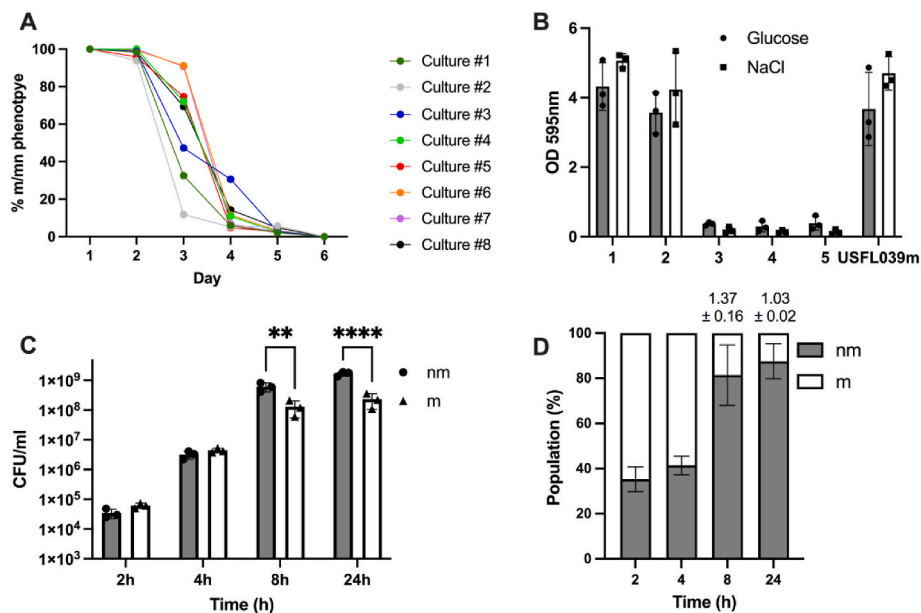 A
% m/mn phenotpye
100
80
60
40
20
0
1 2 3 4 5 6
Day
Culture #1
Culture #2
Culture #3
Culture #4
Culture #5
Culture #6
Culture #7
Culture #8
B
OD 595nm
6
4
2
0
1 2 3 4 5 USFL039m
Glucose
NaCl
C
CFU/ml
1×10⁹
1×10⁸
1×10⁷
1×10⁶
1×10⁵
1×10⁴
1×10³
** ****
2h 4h 8h 24h
Time (h)
nm
m
D
1.37 1.03
± 0.16 ± 0.02
Population (%)
100
80
60
40
20
0
2 4 8 24
Time (h)
nm
m